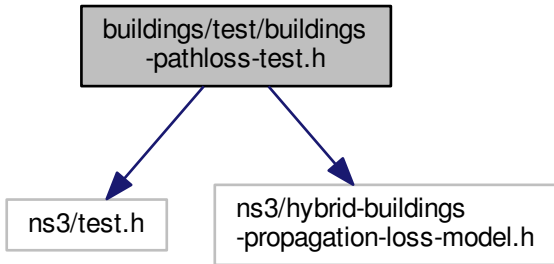 buildings/test/buildings
-pathloss-test.h
ns3/test.h
ns3/hybrid-buildings
-propagation-loss-model.h